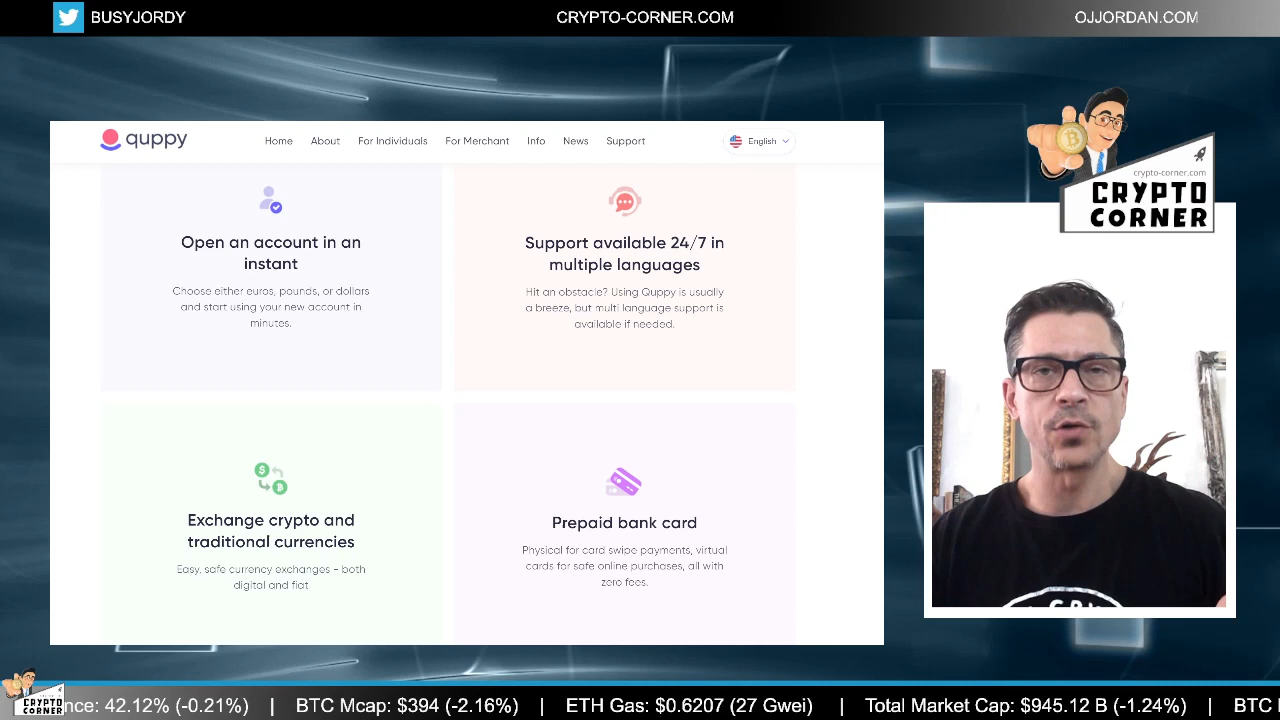 BUSYJORDY
CRYPTO-CORNER.COM
OJJORDAN.COM
quppy
Home
About
For Individuals
For Merchant
Info
News
Support
English
Open an account in an
instant
Choose either euros, pounds, or dollars
and start using your new account in
minutes.
Support available 24/7 in
multiple languages
Hit an obstacle? Using Quppy is usually
a breeze, but multi language support is
available if needed.
Exchange crypto and
traditional currencies
Easy, safe currency exchanges – both
digital and fiat
Prepaid bank card
Physical for card swipe payments, virtual
cards for safe online purchases, all with
zero fees.
crypto-corner.com
CRYPTO
CORNER
CRYPTO
CORNER
nce: 42.12% (-0.21%) | BTC Mcap: $394 (-2.16%) | ETH Gas: $0.6207 (27 Gwei) | Total Market Cap: $945.12 B (-1.24%) | BTC